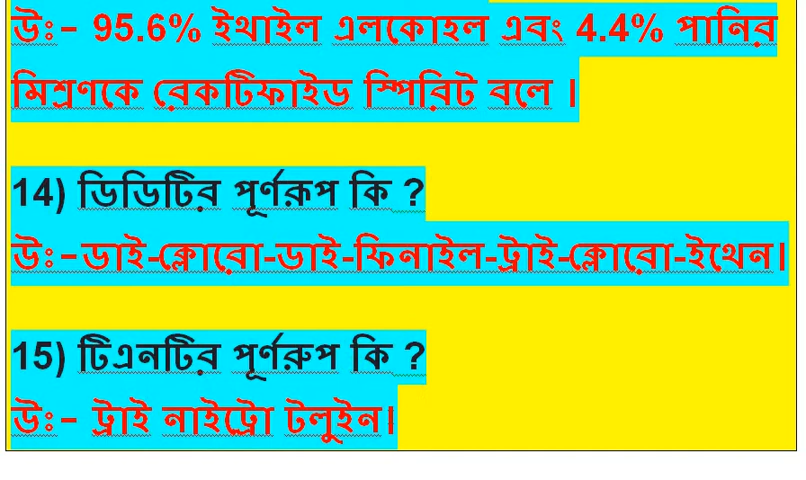 উঃ- 95.6% ইথাইল এলকোহল এবং 4.4% পানির
মিশ্রণকে রেকটিফাইড স্পিরিট বলে ।
14) ডিডিটির পূর্ণরূপ কি ?
উঃ-ডাই-ক্লোরো-ডাই-ফিনাইল-ট্রাই-ক্লোরো-ইথেন।
15) টিএনটির পূর্ণরুপ কি ?
উঃ- ট্রাই নাইট্রো টলুইন।